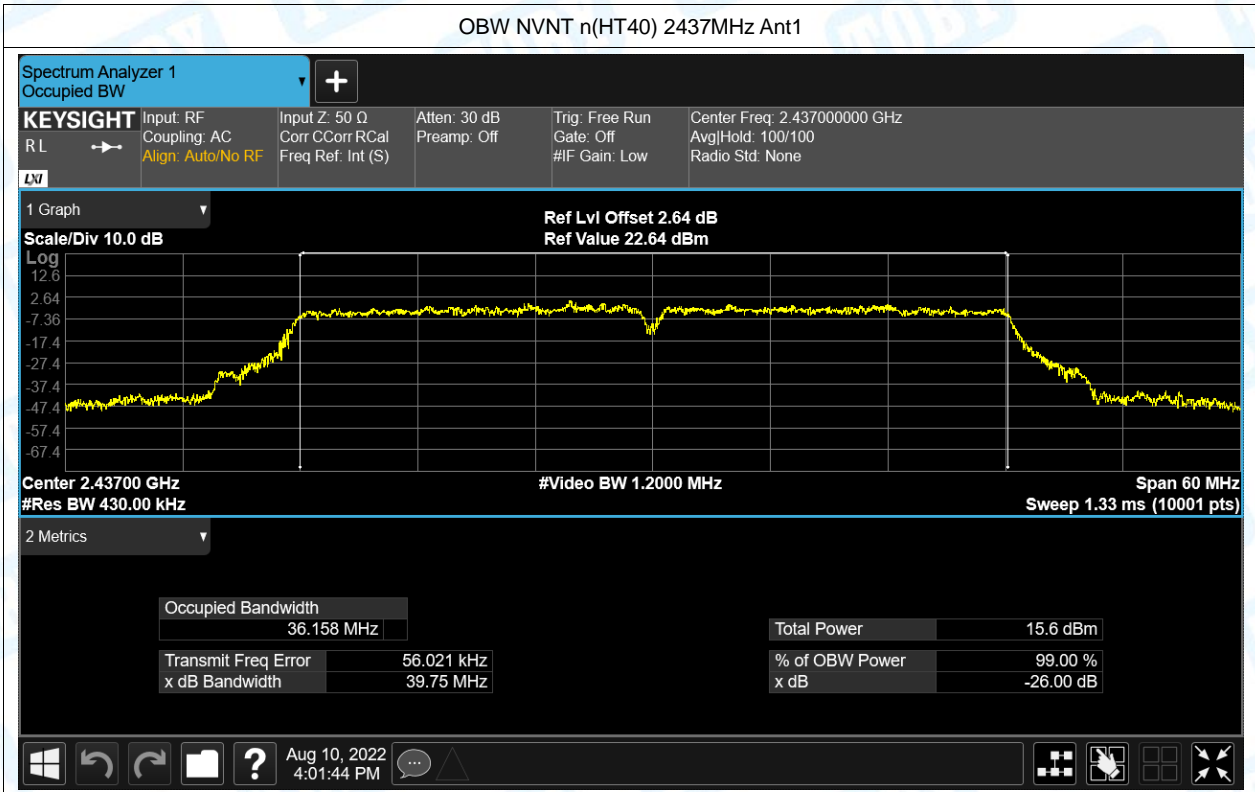 OBW NVNT n(HT40) 2437MHz Ant1
Spectrum Analyzer 1
Occupied BW
KEYSIGHT
R L
LXI
Input: RF
Coupling: AC
Align: Auto/No RF
Input Z: 50 Ω
Corr CCorr RCal
Freq Ref: Int (S)
Atten: 30 dB
Preamp: Off
Trig: Free Run
Gate: Off
#IF Gain: Low
Center Freq: 2.437000000 GHz
Avg|Hold: 100/100
Radio Std: None
1 Graph
Scale/Div 10.0 dB
Ref Lvl Offset 2.64 dB
Ref Value 22.64 dBm
Log
12.6
2.64
-7.36
-17.4
-27.4
-37.4
-47.4
-57.4
-67.4
Center 2.43700 GHz
#Video BW 1.2000 MHz
Span 60 MHz
#Res BW 430.00 kHz
Sweep 1.33 ms (10001 pts)
2 Metrics
Occupied Bandwidth
36.158 MHz
Total Power 15.6 dBm
Transmit Freq Error 56.021 kHz
% of OBW Power 99.00 %
x dB Bandwidth 39.75 MHz
x dB -26.00 dB
Aug 10, 2022
4:01:44 PM
TOBY